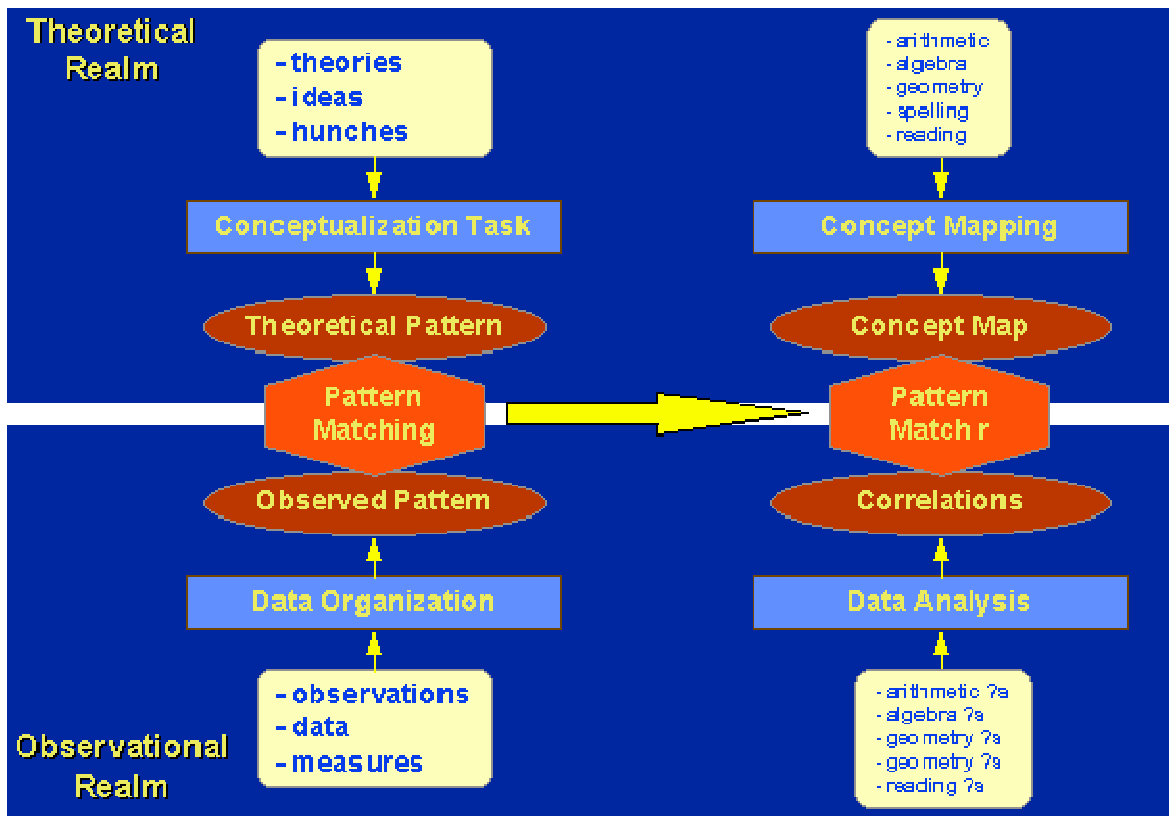 Theoretical
Realm
- theories
- ideas
- hunches
Conceptualization Task
Theoretical Pattern
Pattern
Matching
Observed Pattern
Data Organization
- observations
- data
- measures
Observational
Realm
- arithmetic
- algebra
- geometry
- spelling
- reading
Concept Mapping
Concept Map
Pattern
Match r
Correlations
Data Analysis
- arithmetic ?s
- algebra ?s
- geometry ?s
- geometry ?s
- reading ?s